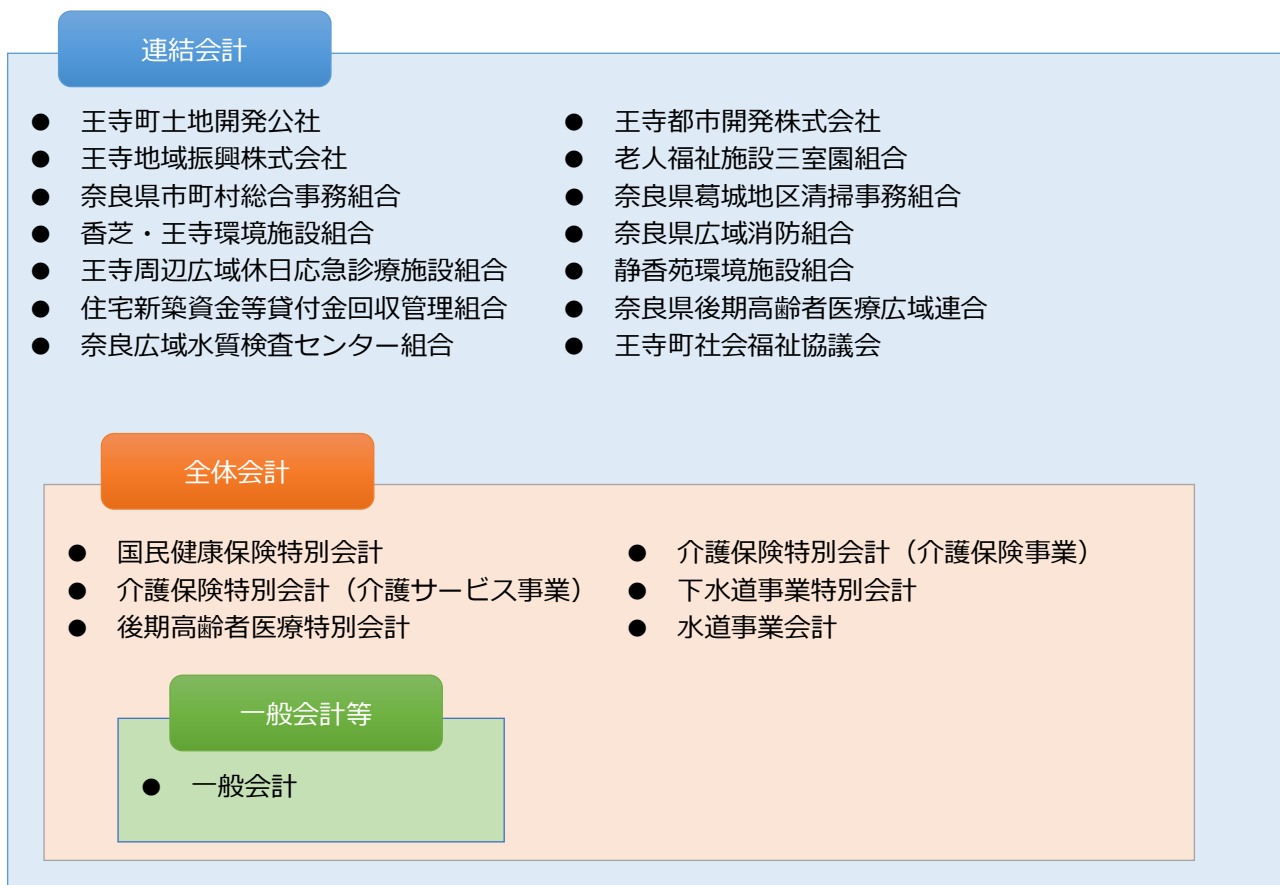 連結会計
● 王寺町土地開発公社
● 王寺地域振興株式会社
● 奈良県市町村総合事務組合
● 香芝・王寺環境施設組合
● 王寺周辺広域休日応急診療施設組合
● 住宅新築資金等貸付金回収管理組合
● 奈良広域水質検査センター組合
● 王寺都市開発株式会社
● 老人福祉施設三室園組合
● 奈良県葛城地区清掃事務組合
● 奈良県広域消防組合
● 静香苑環境施設組合
● 奈良県後期高齢者医療広域連合
● 王寺町社会福祉協議会
全体会計
● 国民健康保険特別会計
● 介護保険特別会計（介護サービス事業）
● 後期高齢者医療特別会計
● 介護保険特別会計（介護保険事業）
● 下水道事業特別会計
● 水道事業会計
一般会計等
● 一般会計